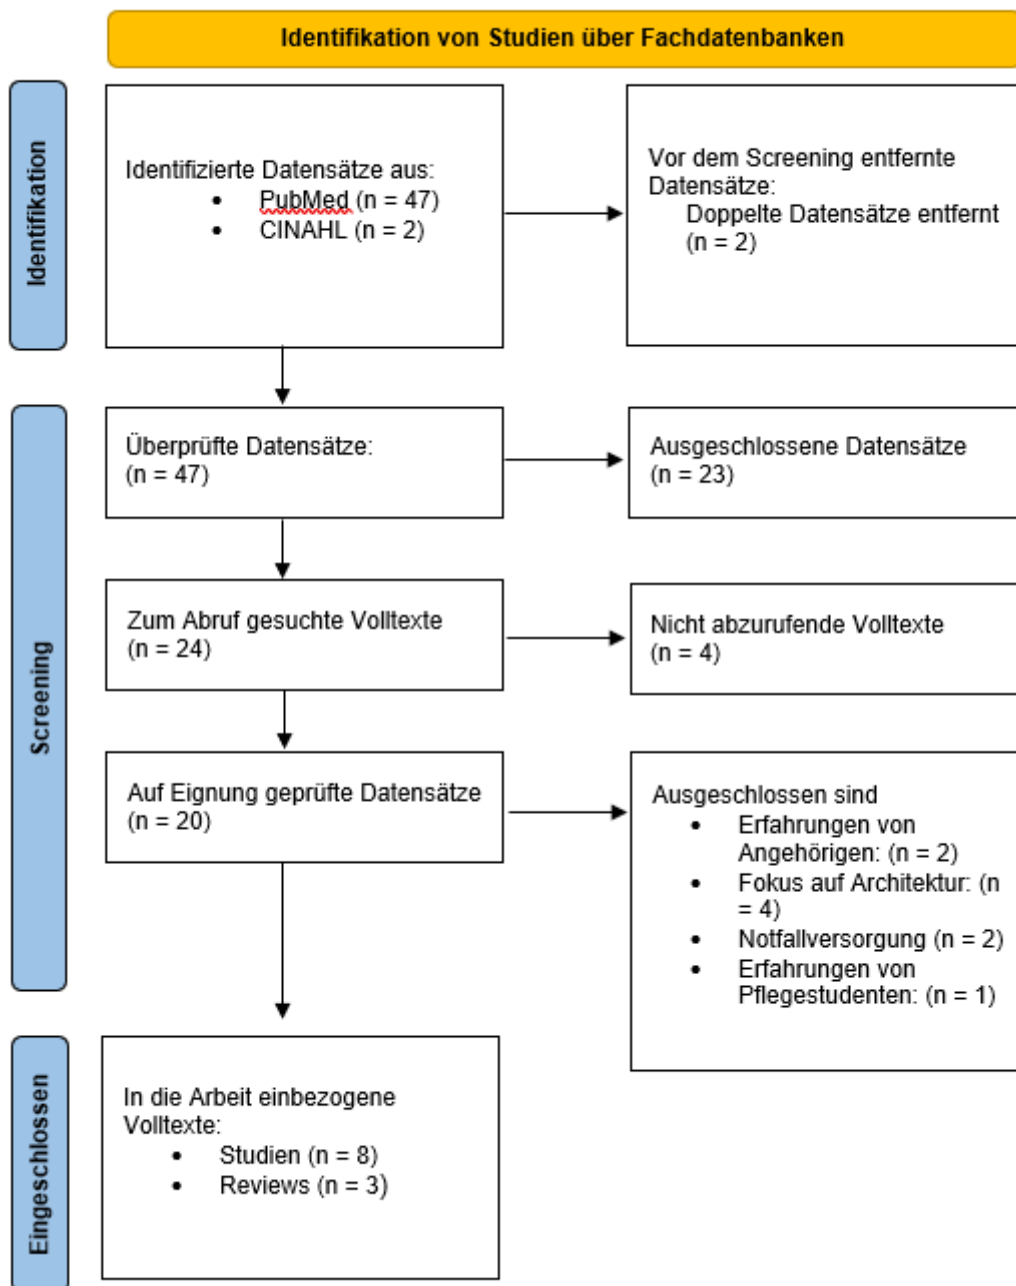 Identifikation von Studien über Fachdatenbanken
Identifikation
Identifizierte Datensätze aus:
• PubMed (n = 47)
• CINAHL (n = 2)
Vor dem Screening entfernte
Datensätze:
Doppelte Datensätze entfernt
(n = 2)
Screening
Überprüfte Datensätze:
(n = 47)
Ausgeschlossene Datensätze
(n = 23)
Zum Abruf gesuchte Volltexte
(n = 24)
Nicht abzurufende Volltexte
(n = 4)
Auf Eignung geprüfte Datensätze
(n = 20)
Ausgeschlossen sind
• Erfahrungen von
Angehörigen: (n = 2)
• Fokus auf Architektur: (n
= 4)
• Notfallversorgung (n = 2)
• Erfahrungen von
Pflegestudenten: (n = 1)
Eingeschlossen
In die Arbeit einbezogene
Volltexte:
• Studien (n = 8)
• Reviews (n = 3)